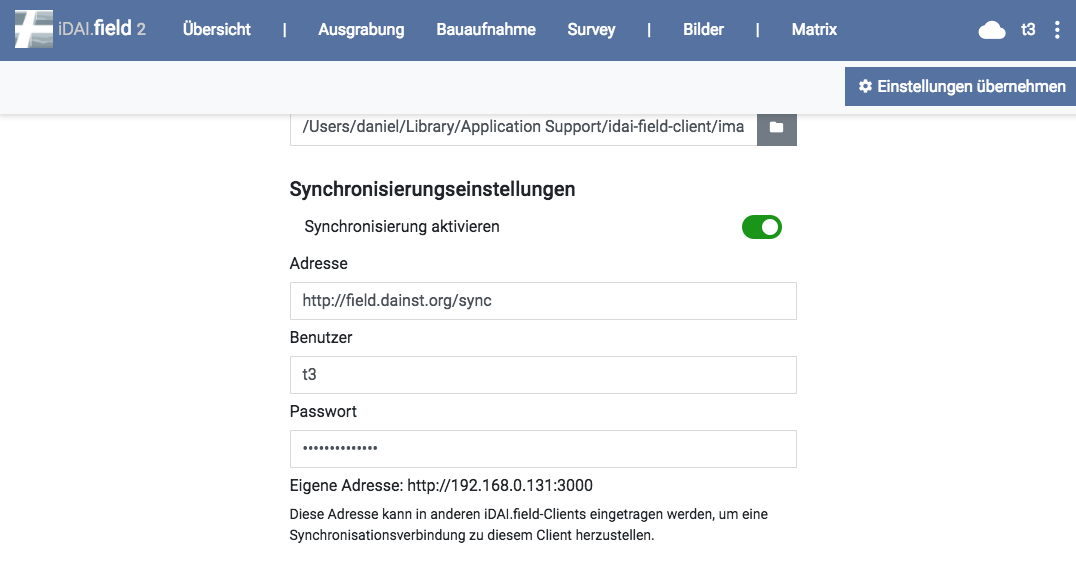 iDAI.field 2 Übersicht | Ausgrabung Bauaufnahme Survey | Bilder | Matrix t3
Einstellungen übernehmen
/Users/daniel/Library/Application Support/idai-field-client/ima
Synchronisierungseinstellungen
Synchronisierung aktivieren
Adresse
http://field.dainst.org/sync
Benutzer
t3
Passwort
••••••••••••••
Eigene Adresse: http://192.168.0.131:3000
Diese Adresse kann in anderen iDAI.field-Clients eingetragen werden, um eine
Synchronisationsverbindung zu diesem Client herzustellen.